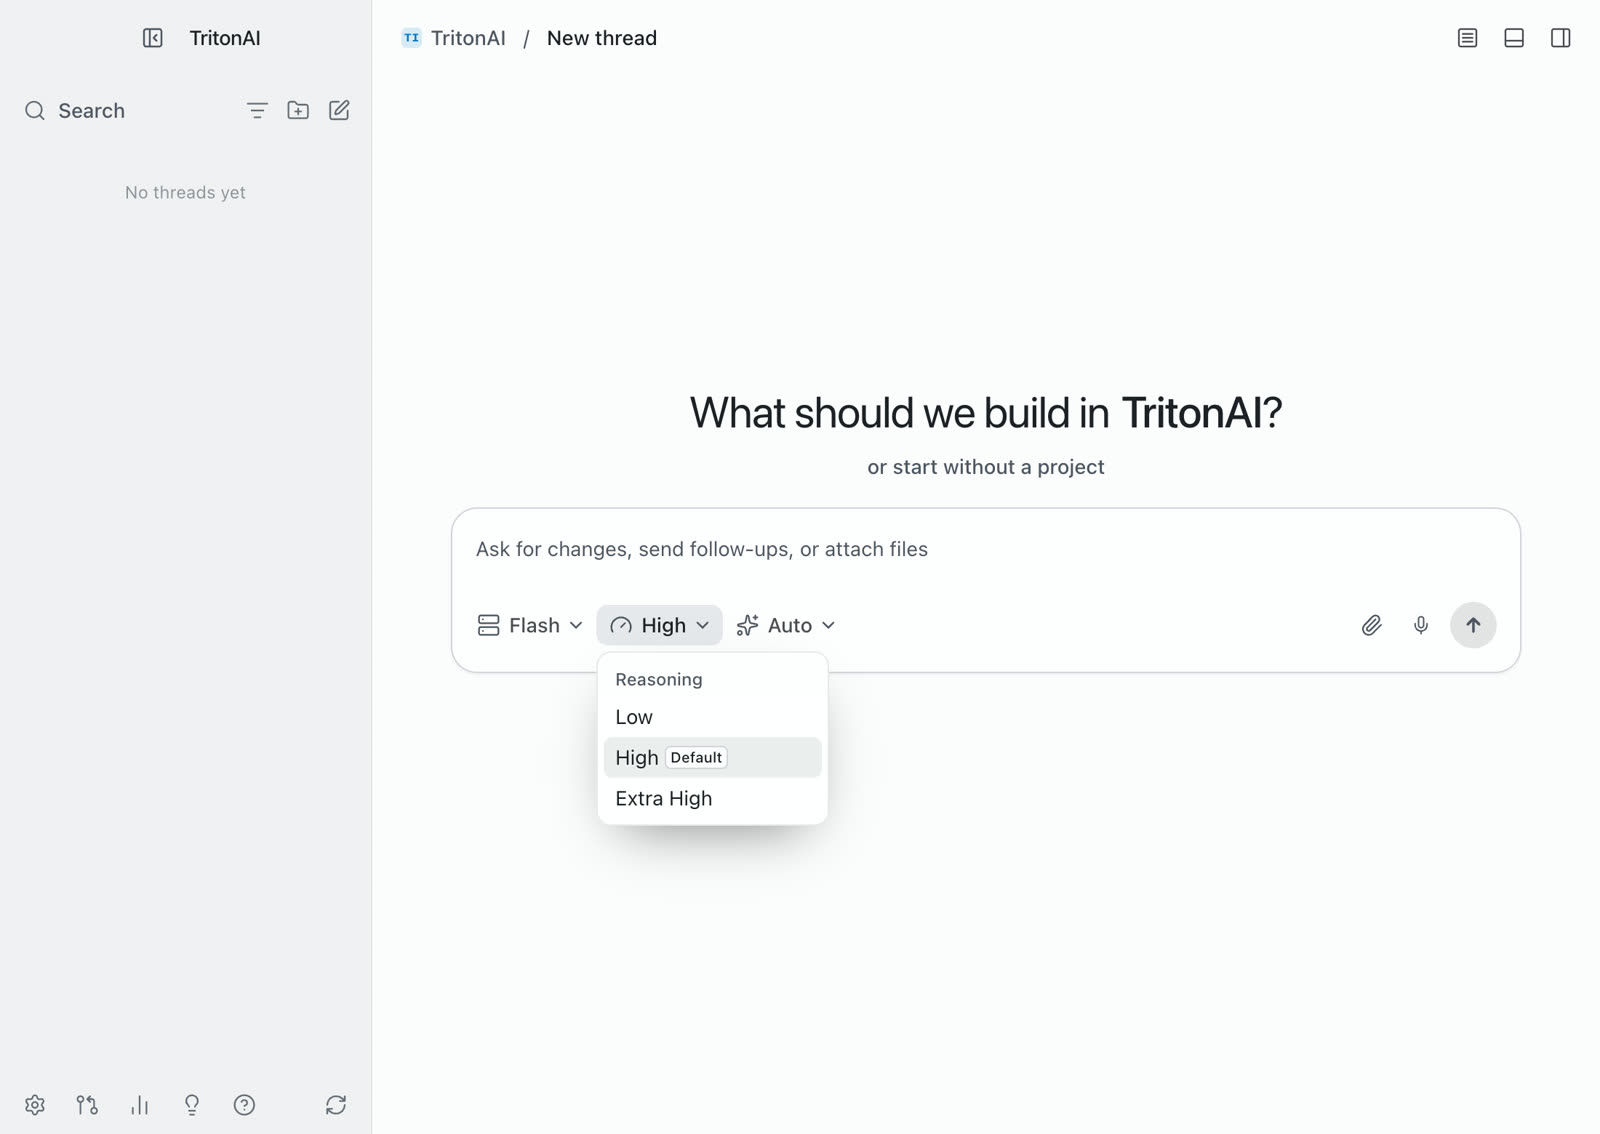 TritonAI
Search
No threads yet
TI TritonAI / New thread
What should we build in TritonAI?
or start without a project
Ask for changes, send follow-ups, or attach files
Flash High Auto
Reasoning
Low
High Default
Extra High